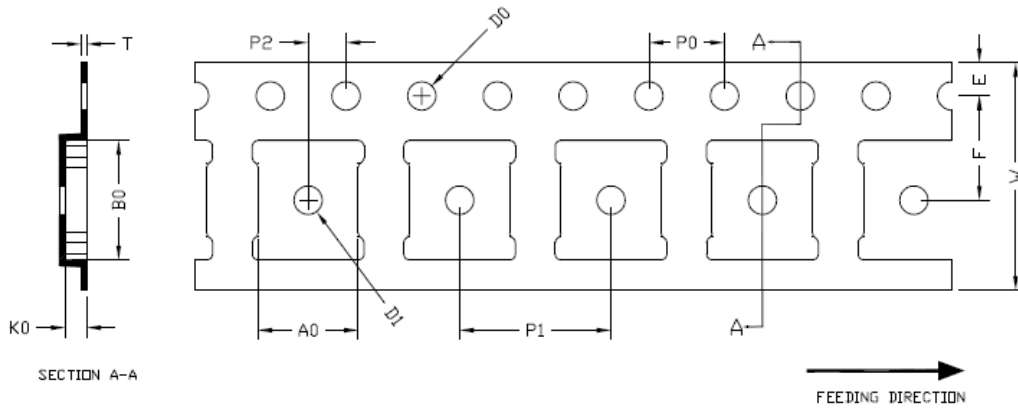 T
P2
D0
P0
A
E
F
W
B0
K0
A0
D1
P1
A
SECTION A-A
FEEDING DIRECTION